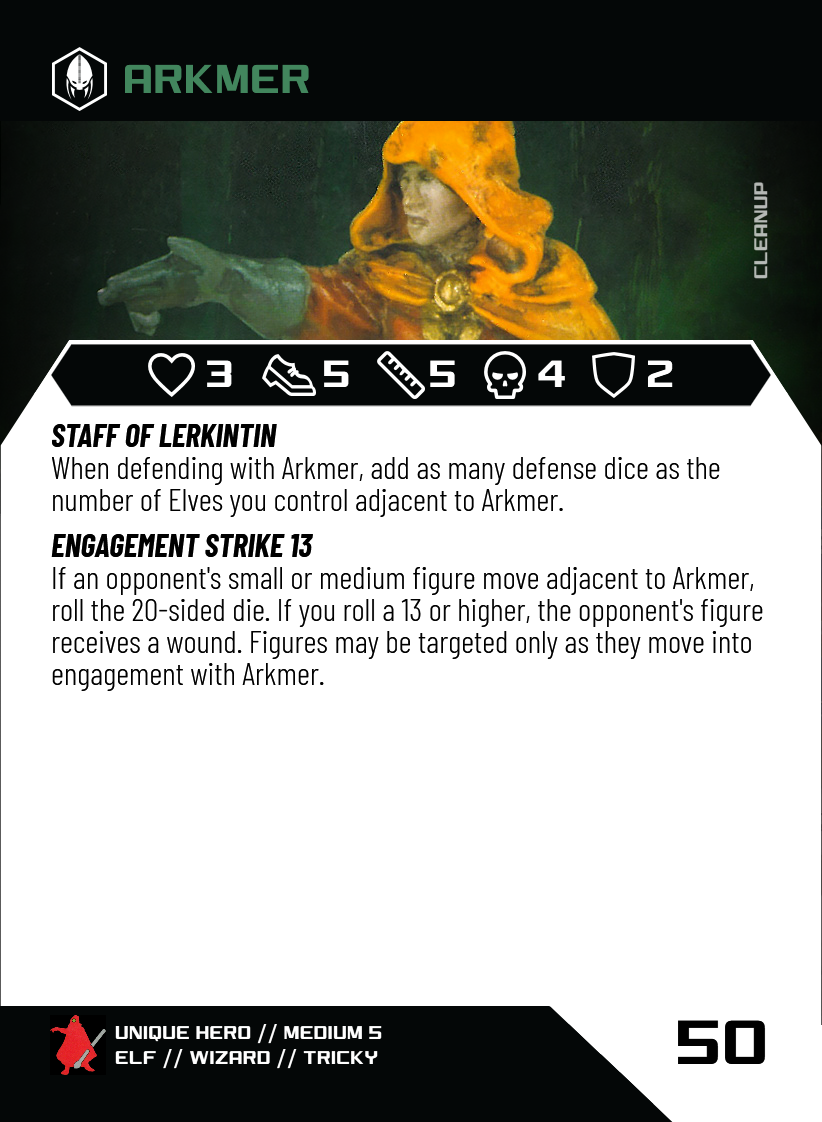 ARKMER
CLEANUP
3 5 5 4 2
STAFF OF LERKINTIN
When defending with Arkmer, add as many defense dice as the
number of Elves you control adjacent to Arkmer.
ENGAGEMENT STRIKE 13
If an opponent's small or medium figure move adjacent to Arkmer,
roll the 20-sided die. If you roll a 13 or higher, the opponent's figure
receives a wound. Figures may be targeted only as they move into
engagement with Arkmer.
UNIQUE HERO // MEDIUM 5
ELF // WIZARD // TRICKY
50